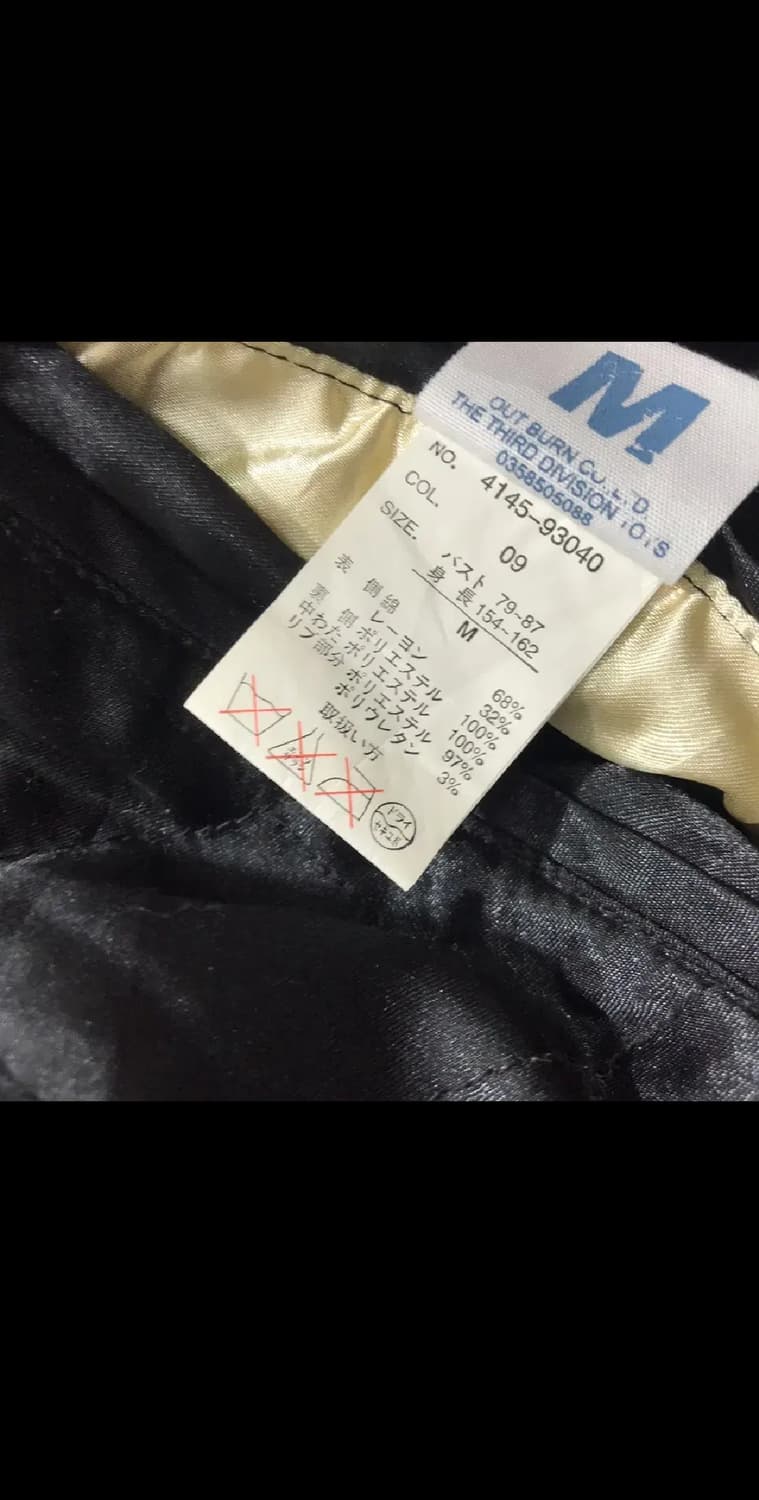 M
OUT BURN CO.,LTD.
THE THIRD DIVISION
0358505088
NO. 4145-93040
COL. 09
SIZE. バスト 79~87
身 長 154~162
M
表 側 綿 68%
レーヨン 32%
裏 側 ポリエステル 100%
中わた ポリエステル 100%
リブ部分 ポリエステル 97%
ポリウレタン 3%
取扱い方
ドライ
セキユ系